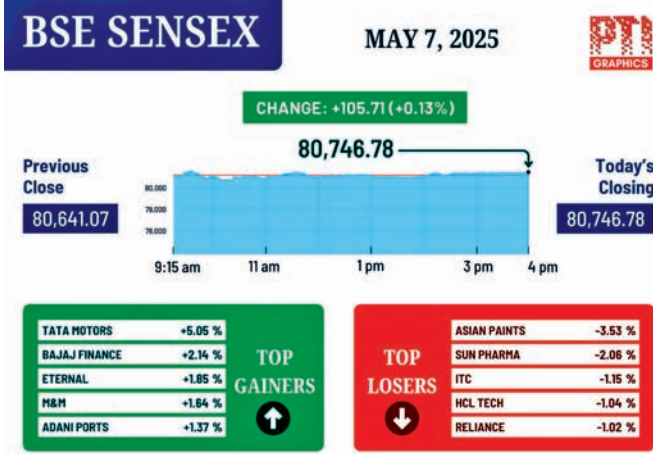 BSE SENSEX
MAY 7, 2025
PTI
GRAPHICS
CHANGE: +105.71 (+0.13%)
80,746.78
Previous
Close
80,641.07
Today's
Closing
80,746.78
80,000
78,000
76,000
9:15 am 11 am 1 pm 3 pm 4 pm
TATA MOTORS +5.05 %
BAJAJ FINANCE +2.14 %
ETERNAL +1.85 %
M&M +1.64 %
ADANI PORTS +1.37 %
TOP
GAINERS
TOP
LOSERS
ASIAN PAINTS -3.53 %
SUN PHARMA -2.06 %
ITC -1.15 %
HCL TECH -1.04 %
RELIANCE -1.02 %